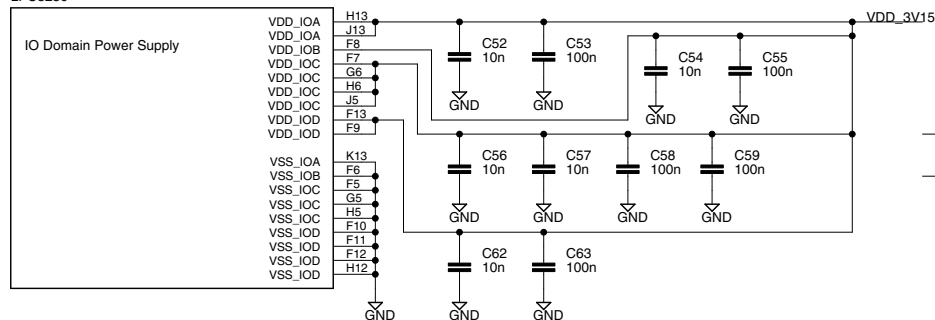 IO Domain Power Supply
VDD_IOA H13
VDD_IOA J13
VDD_IOB F8
VDD_IOC F7
VDD_IOC G6
VDD_IOC H6
VDD_IOC J5
VDD_IOD F13
VDD_IOD F9
VSS_IOA K13
VSS_IOB F6
VSS_IOC F5
VSS_IOC G5
VSS_IOC H5
VSS_IOD F10
VSS_IOD F11
VSS_IOD F12
VSS_IOD H12
GND
VDD_3V15
C52
10n
GND
C53
100n
GND
C54
10n
GND
C55
100n
GND
C56
10n
GND
C57
10n
GND
C58
100n
GND
C59
100n
GND
C62
10n
GND
C63
100n
GND